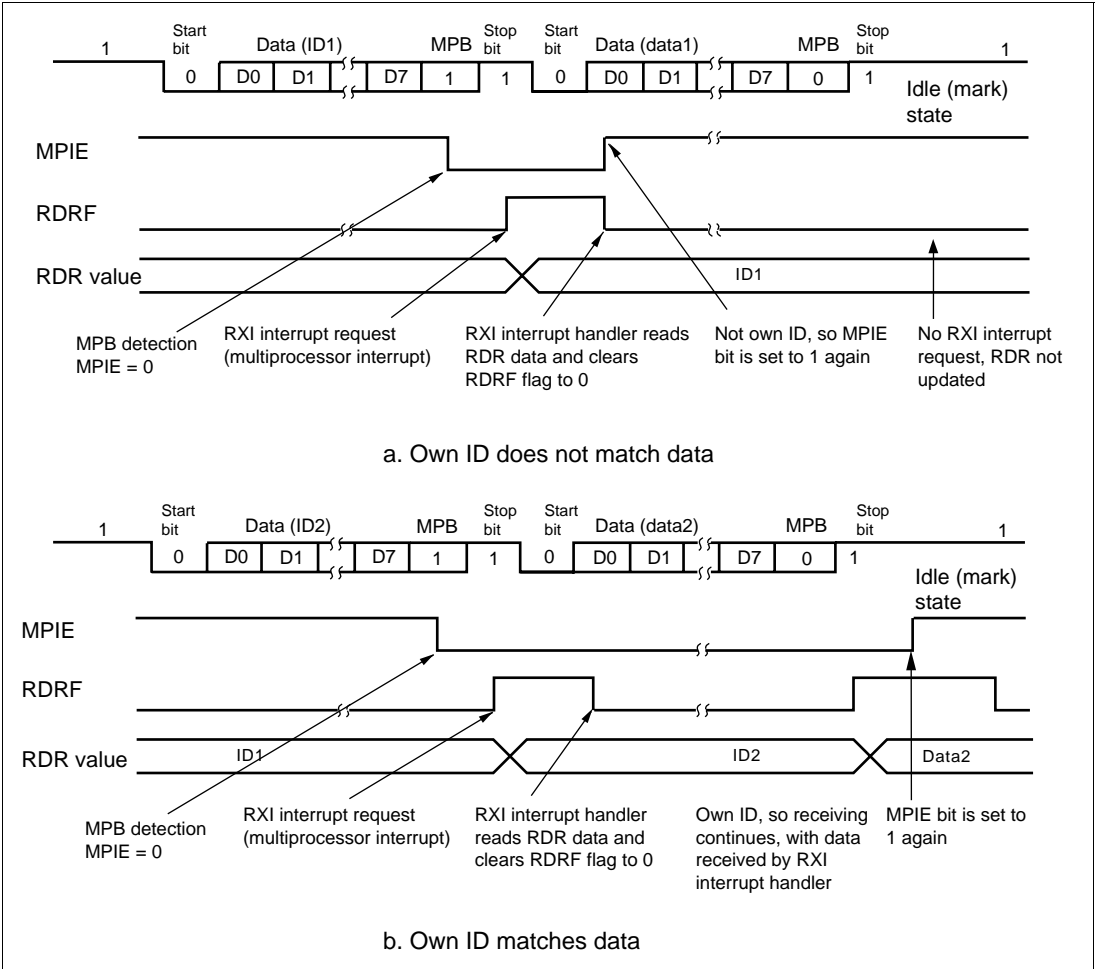 1 Start bit Data (ID1) MPB Stop bit Start bit Data (data1) MPB Stop bit 1
0 D0 D1 D7 1 1 0 D0 D1 D7 0 1
Idle (mark) state
MPIE
RDRF
RDR value
ID1
MPB detection
MPIE = 0
RXI interrupt request
(multiprocessor interrupt)
RXI interrupt handler reads
RDR data and clears
RDRF flag to 0
Not own ID, so MPIE
bit is set to 1 again
No RXI interrupt
request, RDR not
updated
a. Own ID does not match data
1 Start bit Data (ID2) MPB Stop bit Start bit Data (data2) MPB Stop bit 1
0 D0 D1 D7 1 1 0 D0 D1 D7 0 1
Idle (mark) state
MPIE
RDRF
RDR value
ID1 ID2 Data2
MPB detection
MPIE = 0
RXI interrupt request
(multiprocessor interrupt)
RXI interrupt handler
reads RDR data and
clears RDRF flag to 0
Own ID, so receiving
continues, with data
received by RXI
interrupt handler
MPIE bit is set to
1 again
b. Own ID matches data